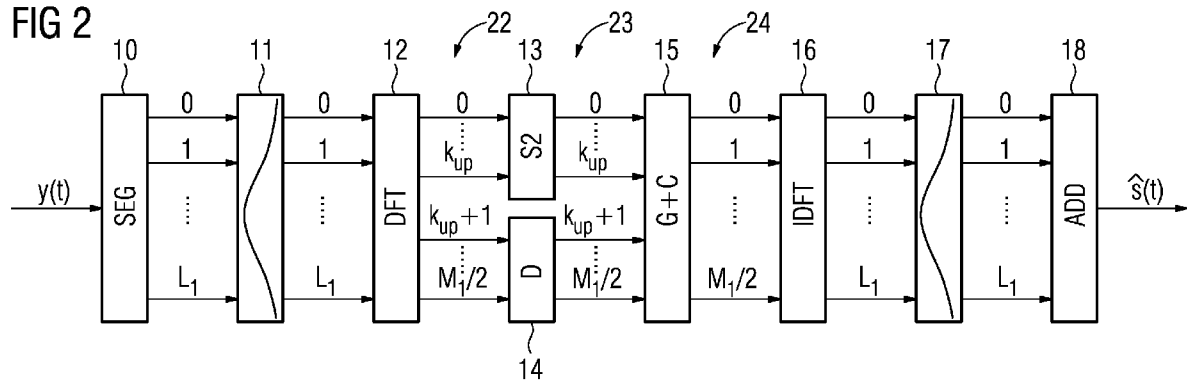 FIG 2
22 23 24
10 11 12 13 15 16 17 18
0 0 0 0 0 0 0
k_up k_up
1 1 1 1 1
y(t) SEG DFT S2 G+C IDFT ADD ŝ(t)
k_up+1 k_up+1
D
L_1 L_1 M_1/2 M_1/2 M_1/2 L_1 L_1
14